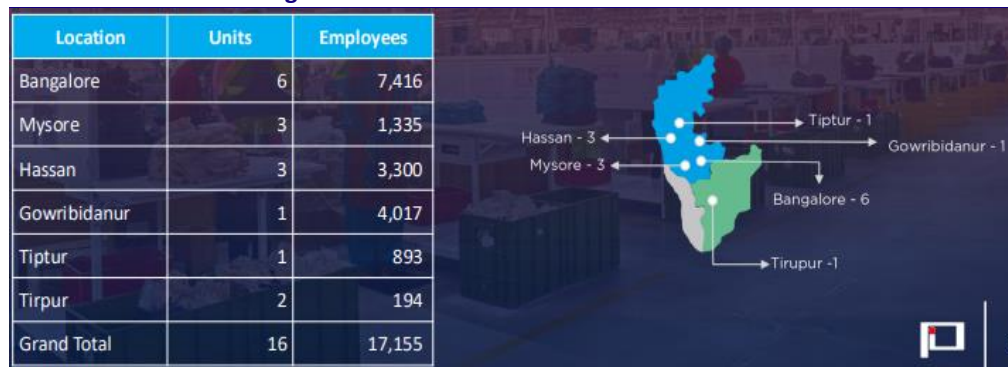 Location Units Employees
Bangalore 6 7,416
Mysore 3 1,335
Hassan 3 3,300
Gowribidanur 1 4,017
Tiptur 1 893
Tirpur 2 194
Grand Total 16 17,155
Tiptur - 1
Hassan - 3
Gowribidanur - 1
Mysore - 3
Bangalore - 6
Tirupur -1